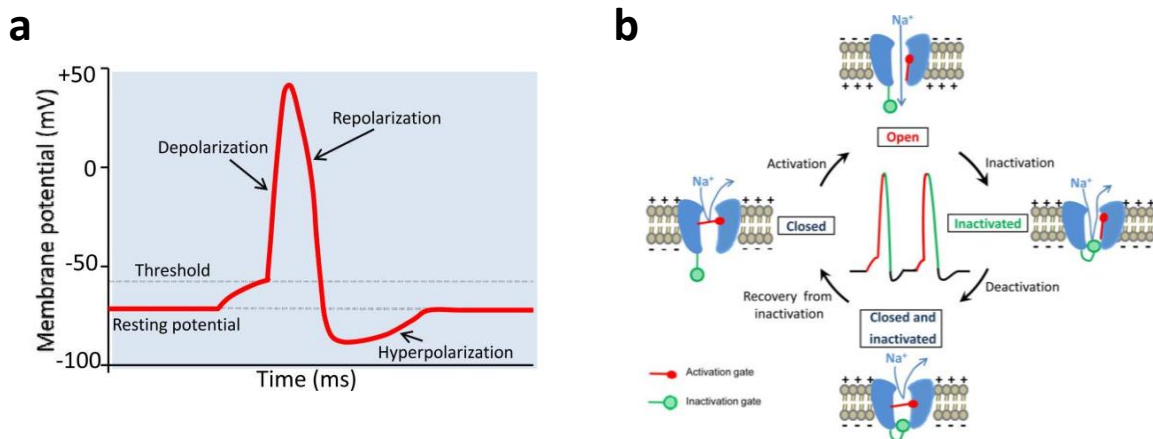 a
+50
0
-50
-100
Membrane potential (mV)
Depolarization
Repolarization
Threshold
Resting potential
Hyperpolarization
Time (ms)
b
Na⁺
- - - -
- - - -
+ + +
+ + +
Open
Activation
Inactivation
Na⁺
+ + +
+ + + +
- - - -
- - - -
Closed
Inactivated
Na⁺
+ + +
+ + +
- - - -
- - - -
Recovery from
inactivation
Deactivation
Closed and
inactivated
Na⁺
+ + +
+ + +
- - - -
- - - -
Activation gate
Inactivation gate